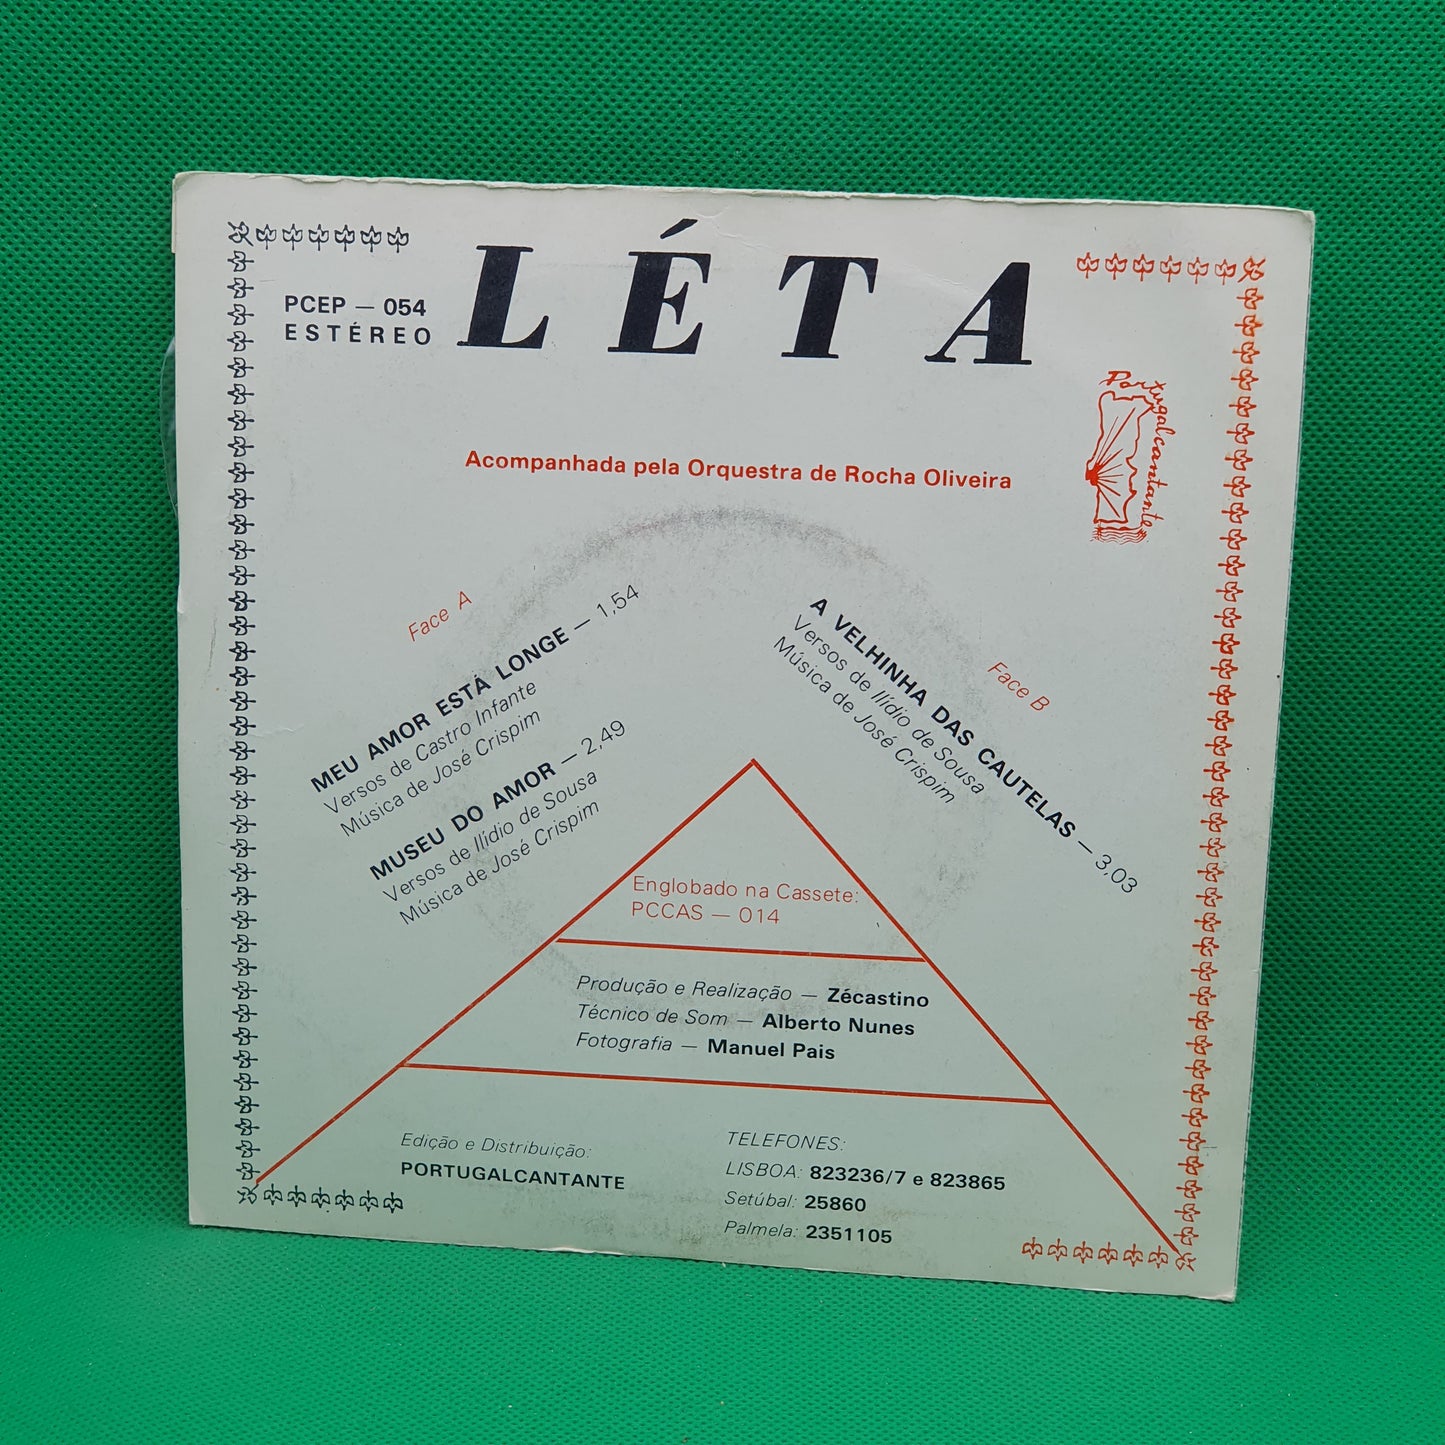 LÉTA
PCEP — 054
ESTÉREO
Portugalcantante
Acompanhada pela Orquestra de Rocha Oliveira
Face A
MEU AMOR ESTÁ LONGE — 1,54
Versos de Castro Infante
Música de José Crispim
MUSEU DO AMOR — 2,49
Versos de Ilídio de Sousa
Música de José Crispim
Face B
A VELHINHA DAS CAUTELAS — 3,03
Versos de Ilídio de Sousa
Música de José Crispim
Englobado na Cassete:
PCCAS — 014
Produção e Realização — Zécastino
Técnico de Som — Alberto Nunes
Fotografia — Manuel Pais
Edição e Distribuição:
PORTUGALCANTANTE
TELEFONES:
LISBOA: 823236/7 e 823865
Setúbal: 25860
Palmela: 2351105